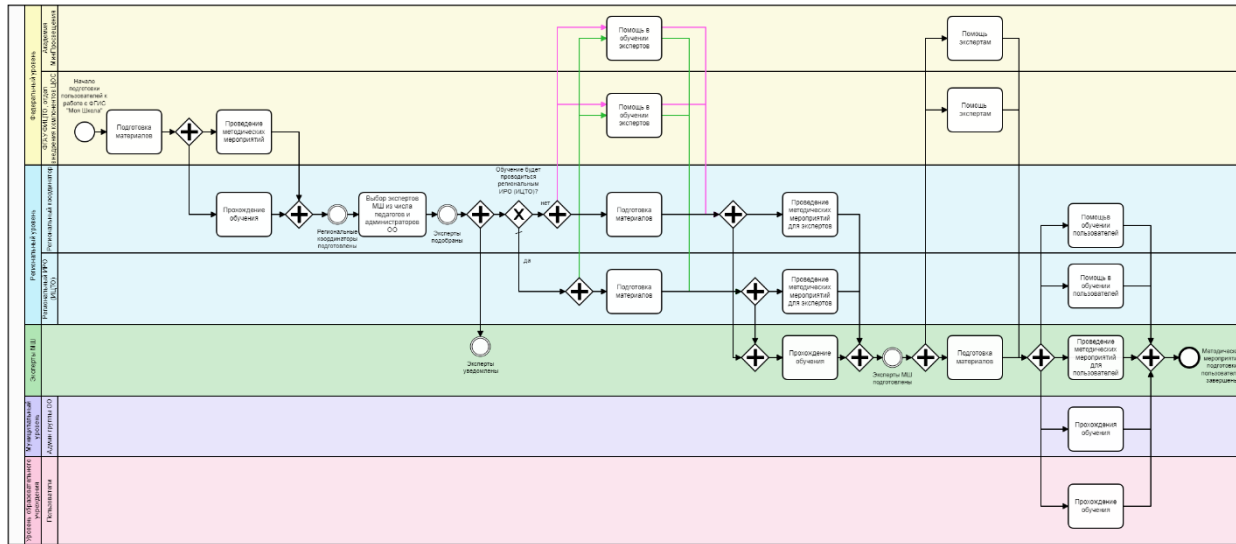 Федеральный уровень
Академия
МинПросвещения
ФГАУ ФИЦТО, отдел
внедрения компонентов ЦОС
Начало
подготовки
пользователей к
работе с ФГИС
"Моя Школа"
Подготовка
материалов
Проведение
методических
мероприятий
Помощь в
обучении
экспертов
Помощь в
обучении
экспертов
Помощь
экспертам
Помощь
экспертам
Региональный уровень
Региональный координатор
Прохождение
обучения
Региональные
координаторы
подготовлены
Выбор экспертов
МШ из числа
педагогов и
администраторов
ОО
Эксперты
подобраны
Обучение будет
проводиться
региональным
ИРО (ИЦТО)?
нет
да
Подготовка
материалов
Проведение
методических
мероприятий
для экспертов
Помощь в
обучении
пользователей
Региональный ИРО
(ИЦТО)
Подготовка
материалов
Проведение
методических
мероприятий
для экспертов
Помощь в
обучении
пользователей
Эксперты МШ
Эксперты
уведомлены
Прохождение
обучения
Эксперты МШ
подготовлены
Подготовка
материалов
Проведение
методических
мероприятий
для
пользователей
Муниципальный
уровень
Админ группы ОО
Прохождения
обучения
Уровень образовательного
учреждения
Пользователи
Прохождение
обучения